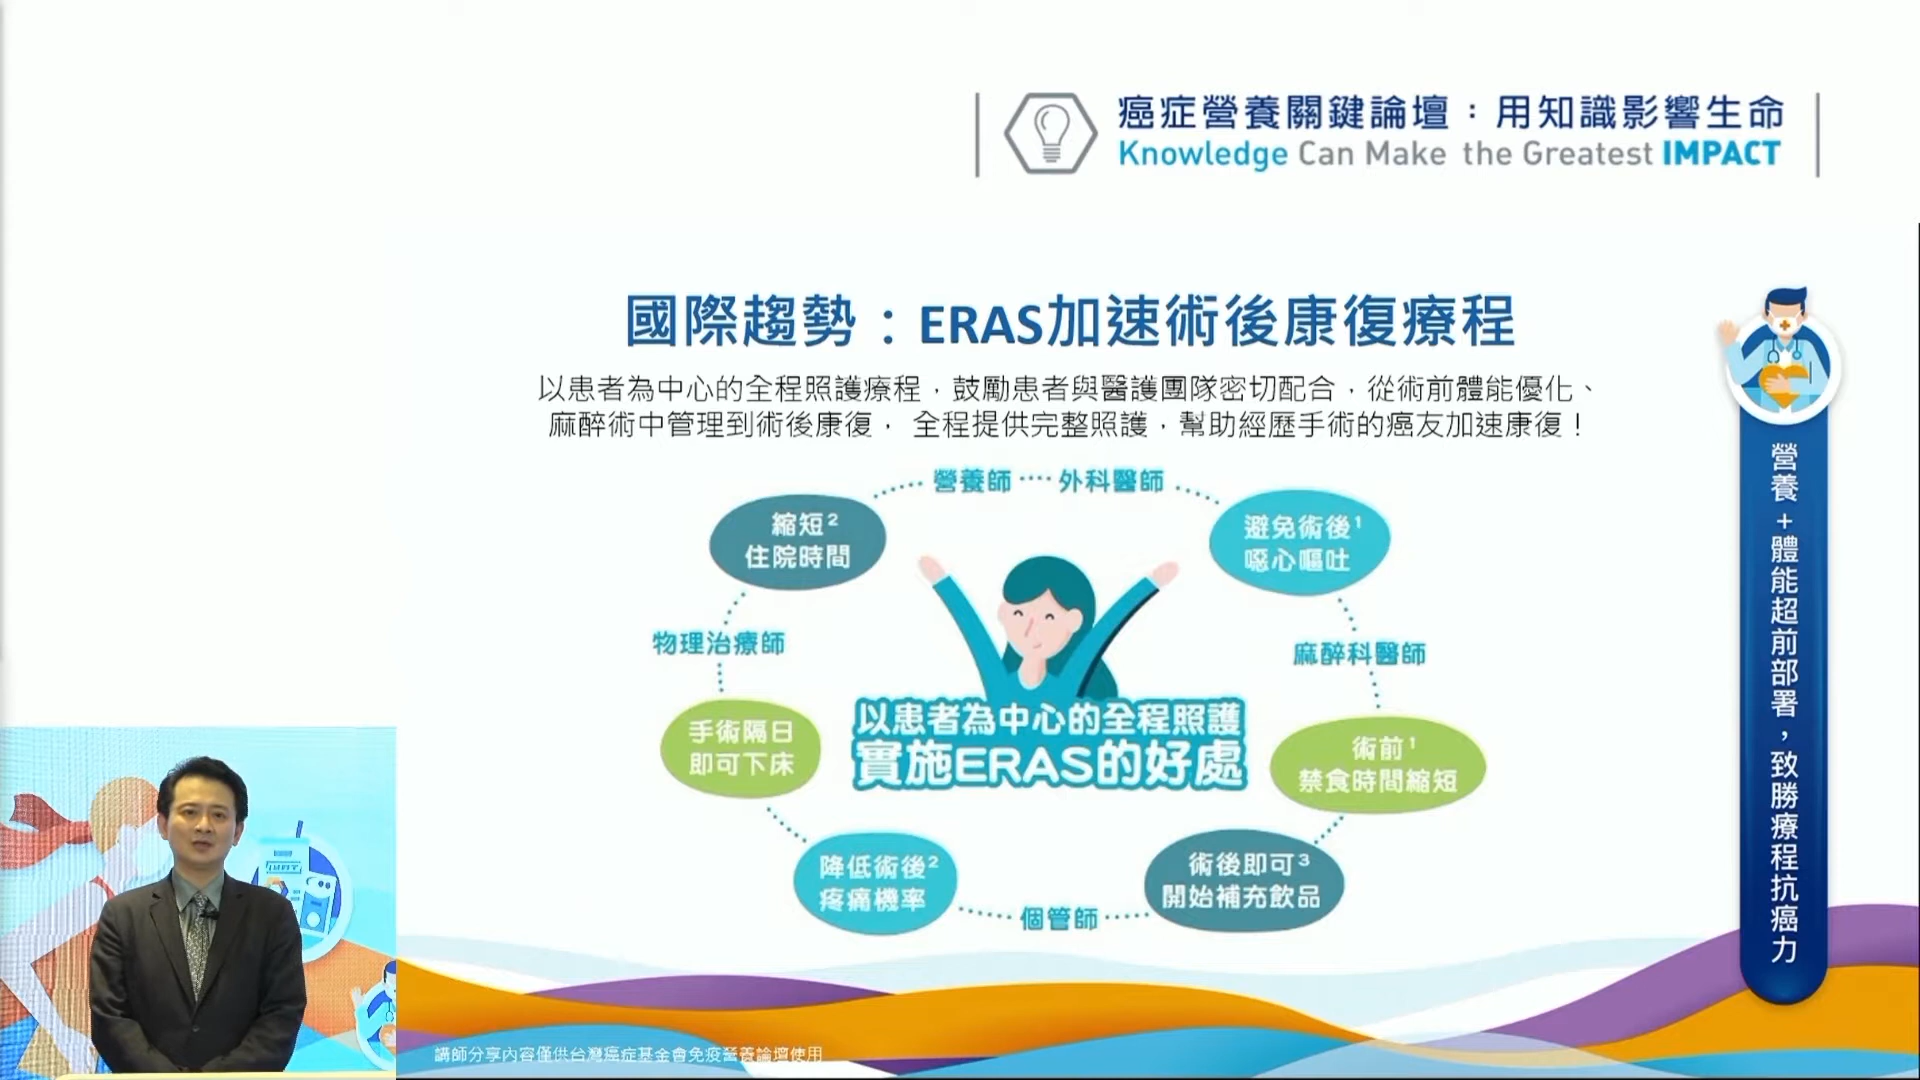 癌症營養關鍵論壇：用知識影響生命
Knowledge Can Make the Greatest IMPACT
國際趨勢：ERAS加速術後康復療程
以患者為中心的全程照護療程，鼓勵患者與醫護團隊密切配合，從術前體能優化、
麻醉術中管理到術後康復， 全程提供完整照護，幫助經歷手術的癌友加速康復！
營養師
外科醫師
縮短²
住院時間
避免術後¹
噁心嘔吐
物理治療師
麻醉科醫師
手術隔日
即可下床
以患者為中心的全程照護
實施ERAS的好處
術前¹
禁食時間縮短
降低術後²
疼痛機率
術後即可³
開始補充飲品
個管師
營養+體能超前部署，致勝療程抗癌力
講師分享內容僅供台灣癌症基金會免疫營養論壇使用